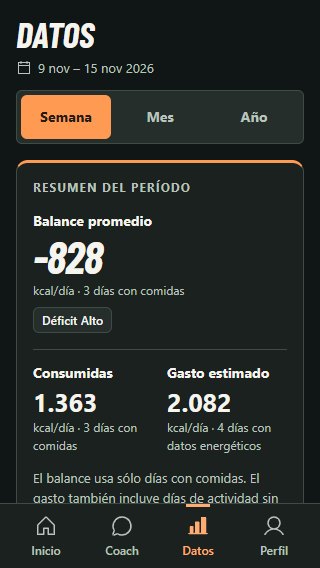 DATOS
9 nov – 15 nov 2026
Semana Mes Año
RESUMEN DEL PERÍODO
Balance promedio
-828
kcal/día · 3 días con comidas
Déficit Alto
Consumidas
1.363
kcal/día · 3 días con
comidas
Gasto estimado
2.082
kcal/día · 4 días con
datos energéticos
El balance usa sólo días con comidas. El
gasto también incluye días de actividad sin
Inicio Coach Datos Perfil